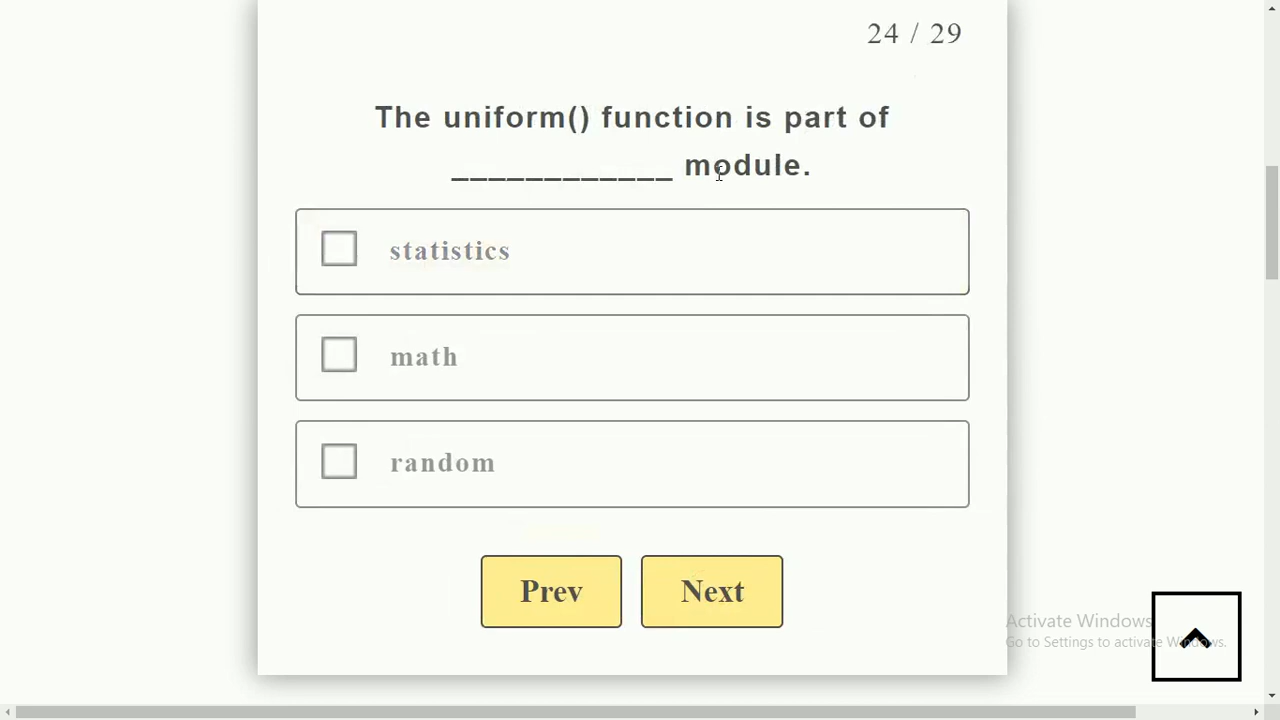 24 / 29
The uniform() function is part of
____________ module.
statistics
math
random
Prev
Next
Activate Windows
Go to Settings to activate Windows.